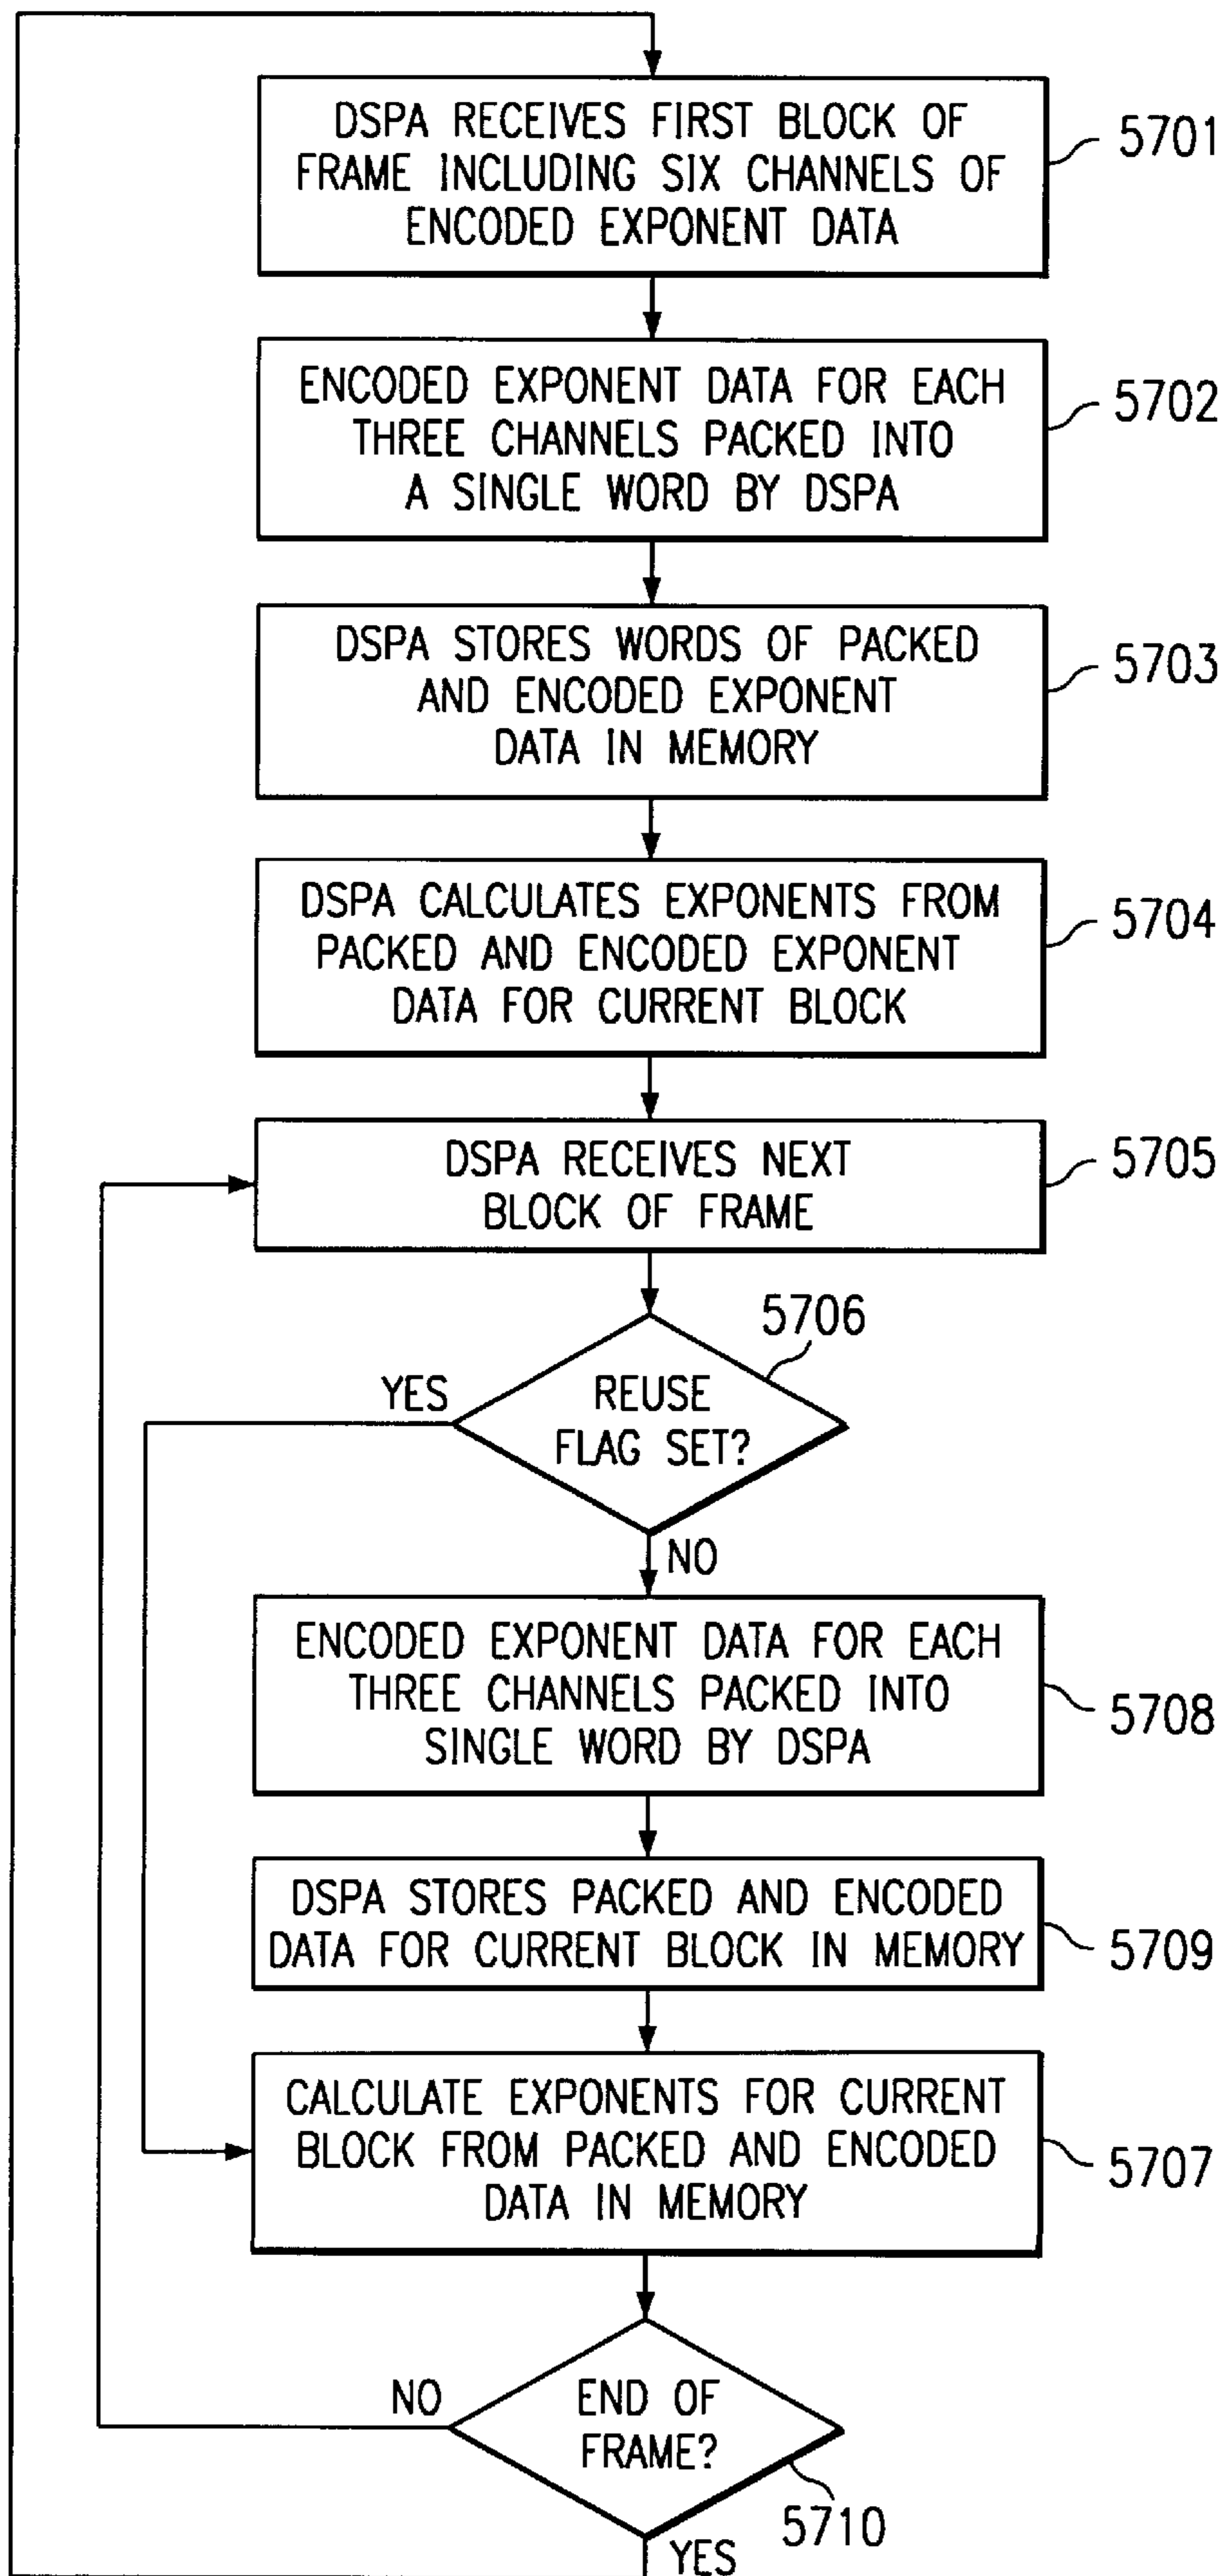 DSPA RECEIVES FIRST BLOCK OF
FRAME INCLUDING SIX CHANNELS OF
ENCODED EXPONENT DATA
5701
ENCODED EXPONENT DATA FOR EACH
THREE CHANNELS PACKED INTO
A SINGLE WORD BY DSPA
5702
DSPA STORES WORDS OF PACKED
AND ENCODED EXPONENT
DATA IN MEMORY
5703
DSPA CALCULATES EXPONENTS FROM
PACKED AND ENCODED EXPONENT
DATA FOR CURRENT BLOCK
5704
DSPA RECEIVES NEXT
BLOCK OF FRAME
5705
5706
YES
REUSE
FLAG SET?
NO
ENCODED EXPONENT DATA FOR EACH
THREE CHANNELS PACKED INTO
SINGLE WORD BY DSPA
5708
DSPA STORES PACKED AND ENCODED
DATA FOR CURRENT BLOCK IN MEMORY
5709
CALCULATE EXPONENTS FOR CURRENT
BLOCK FROM PACKED AND ENCODED
DATA IN MEMORY
5707
NO
END OF
FRAME?
5710
YES